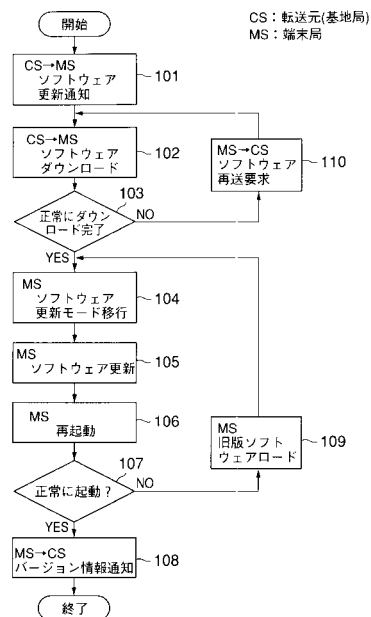 開始
CS：転送元(基地局)
MS：端末局
CS→MS
ソフトウェア
更新通知
101
CS→MS
ソフトウェア
ダウンロード
102
MS→CS
ソフトウェア
再送要求
110
103
正常にダウン
ロード完了
NO
YES
MS
ソフトウェア
更新モード移行
104
MS
ソフトウェア更新
105
MS
再起動
106
MS
旧版ソフト
ウェアロード
109
107
正常に起動？
NO
YES
MS→CS
バージョン情報通知
108
終了